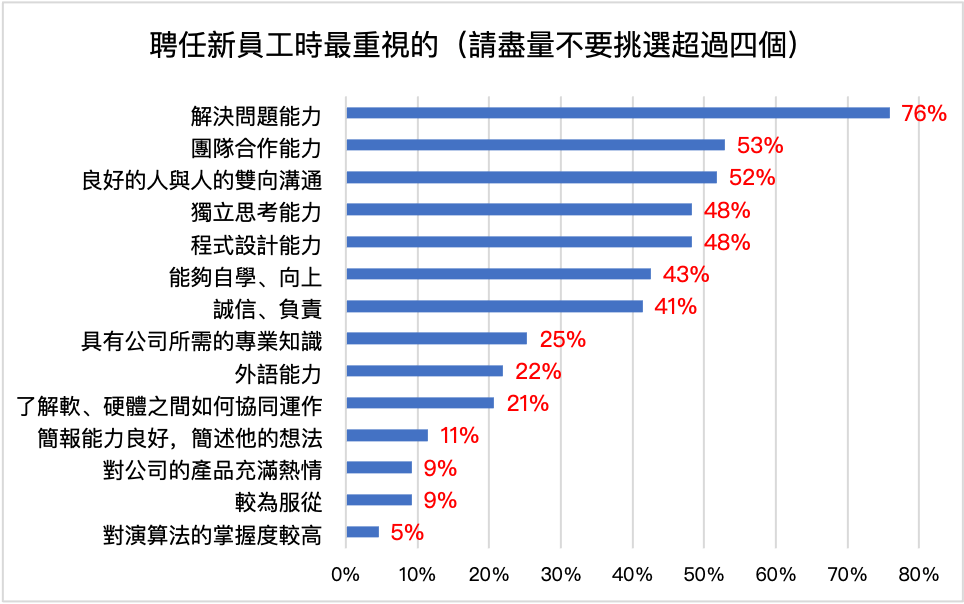 聘任新員工時最重視的（請盡量不要挑選超過四個）
解決問題能力 76%
團隊合作能力 53%
良好的人與人的雙向溝通 52%
獨立思考能力 48%
程式設計能力 48%
能夠自學、向上 43%
誠信、負責 41%
具有公司所需的專業知識 25%
外語能力 22%
了解軟、硬體之間如何協同運作 21%
簡報能力良好，簡述他的想法 11%
對公司的產品充滿熱情 9%
較為服從 9%
對演算法的掌握度較高 5%
0% 10% 20% 30% 40% 50% 60% 70% 80%